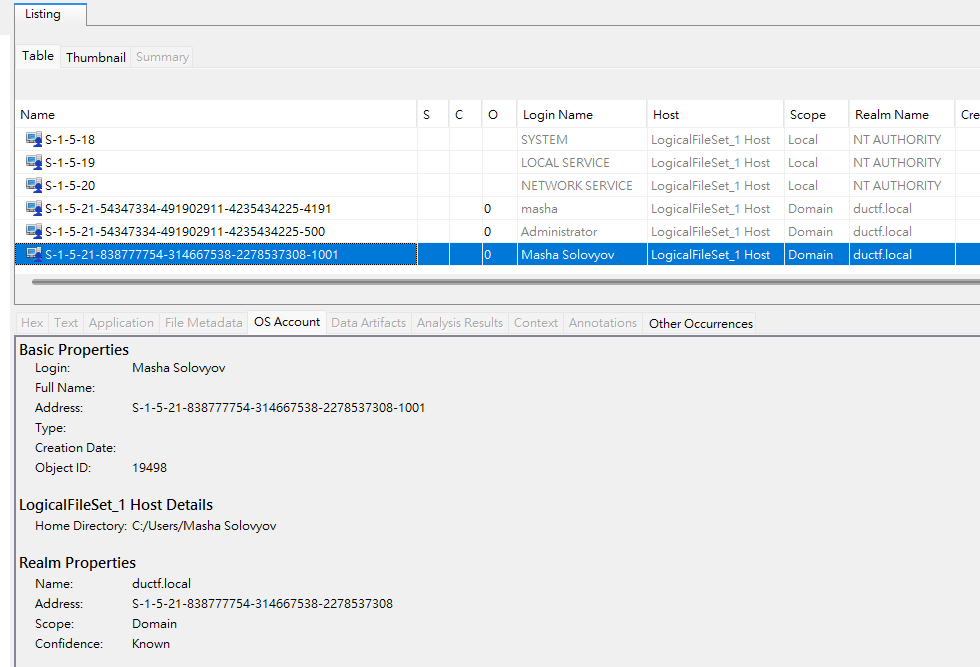 Listing
Table Thumbnail Summary
Name S C O Login Name Host Scope Realm Name Cre
S-1-5-18 SYSTEM LogicalFileSet_1 Host Local NT AUTHORITY
S-1-5-19 LOCAL SERVICE LogicalFileSet_1 Host Local NT AUTHORITY
S-1-5-20 NETWORK SERVICE LogicalFileSet_1 Host Local NT AUTHORITY
S-1-5-21-54347334-491902911-4235434225-4191 0 masha LogicalFileSet_1 Host Domain ductf.local
S-1-5-21-54347334-491902911-4235434225-500 0 Administrator LogicalFileSet_1 Host Domain ductf.local
S-1-5-21-838777754-314667538-2278537308-1001 0 Masha Solovyov LogicalFileSet_1 Host Domain ductf.local
Hex Text Application File Metadata OS Account Data Artifacts Analysis Results Context Annotations Other Occurrences
Basic Properties
Login: Masha Solovyov
Full Name:
Address: S-1-5-21-838777754-314667538-2278537308-1001
Type:
Creation Date:
Object ID: 19498
LogicalFileSet_1 Host Details
Home Directory: C:/Users/Masha Solovyov
Realm Properties
Name: ductf.local
Address: S-1-5-21-838777754-314667538-2278537308
Scope: Domain
Confidence: Known